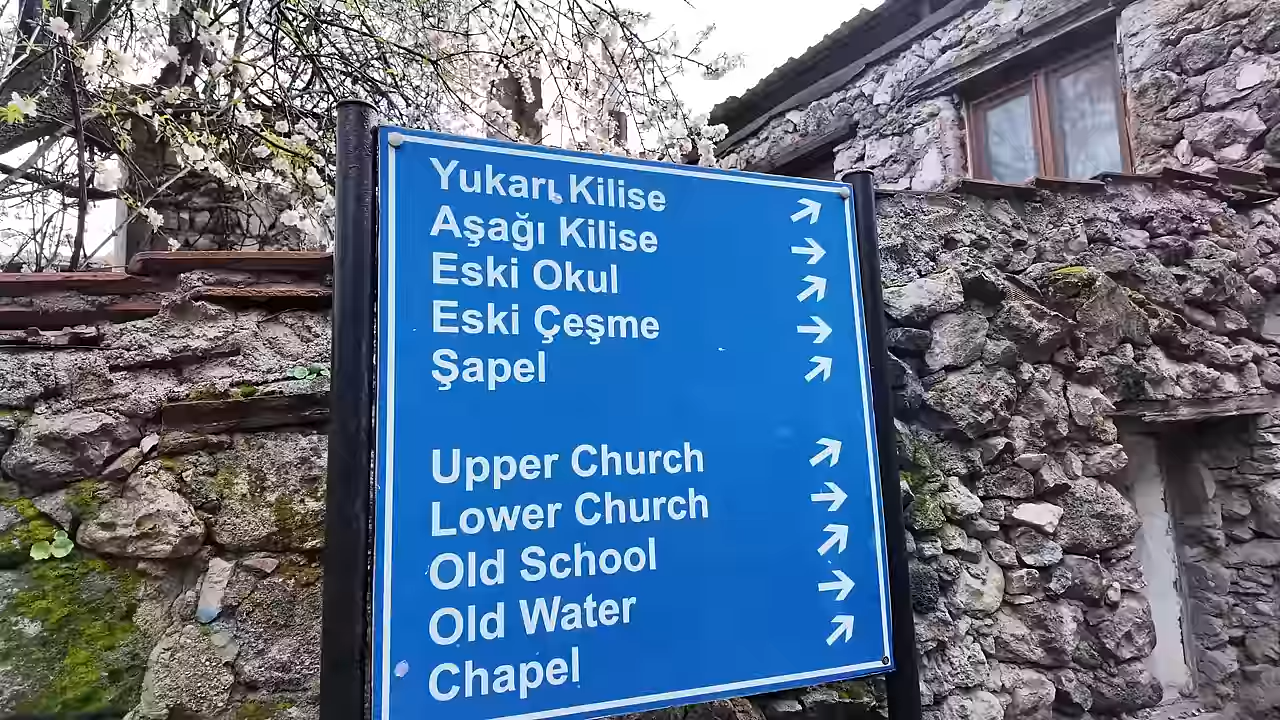 Yukarı Kilise
Aşağı Kilise
Eski Okul
Eski Çeşme
Şapel
Upper Church
Lower Church
Old School
Old Water
Chapel